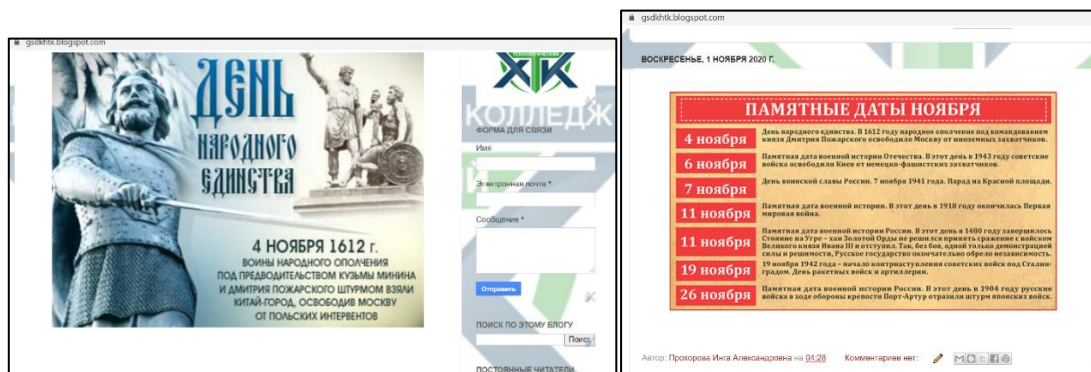 gsdkhtk.blogspot.com
ДЕНЬ
НАРОДНОГО
ЕДИНСТВА
4 НОЯБРЯ 1612 г.
ВОИНЫ НАРОДНОГО ОПОЛЧЕНИЯ
ПОД ПРЕДВОДИТЕЛЬСТВОМ КУЗЬМЫ МИНИНА
И ДМИТРИЯ ПОЖАРСКОГО ШТУРМОМ ВЗЯЛИ
КИТАЙ-ГОРОД, ОСВОБОДИВ МОСКВУ
ОТ ПОЛЬСКИХ ИНТЕРВЕНТОВ
ХТК
КОЛЛЕДЖ
ФОРМА ДЛЯ СВЯЗИ
Имя
Электронная почта *
Сообщение *
Отправить
ПОИСК ПО ЭТОМУ БЛОГУ
Поиск
ПОСТОЯННЫЕ ЧИТАТЕЛИ
gsdkhtk.blogspot.com
ВОСКРЕСЕНЬЕ, 1 НОЯБРЯ 2020 Г.
ПАМЯТНЫЕ ДАТЫ НОЯБРЯ
4 ноября
День народного единства. В 1612 году народное ополчение под командованием
князя Дмитрия Пожарского освободило Москву от иноземных захватчиков.
6 ноября
Памятная дата военной истории Отечества. В этот день в 1943 году советские
войска освободили Киев от немецко-фашистских захватчиков.
7 ноября
День воинской славы России. 7 ноября 1941 года. Парад на Красной площади.
11 ноября
Памятная дата военной истории. В этот день в 1918 году окончилась Первая
мировая война.
11 ноября
Памятная дата военной истории России. В этот день в 1480 году завершилось
Стояние на Угре – хан Золотой Орды не решился принять сражение с войском
Великого князя Ивана III и отступил. Так, без боя, одной только демонстрацией
силы и решимости, Русское государство окончательно обрело независимость.
19 ноября
19 ноября 1942 года – начало контрнаступления советских войск под Сталин-
градом. День ракетных войск и артиллерии.
26 ноября
Памятная дата военной истории России. В этот день в 1904 году русские
войска в ходе обороны крепости Порт-Артур отразили штурм японских войск.
Автор: Прохорова Инга Александровна на 04:28 Комментариев нет: